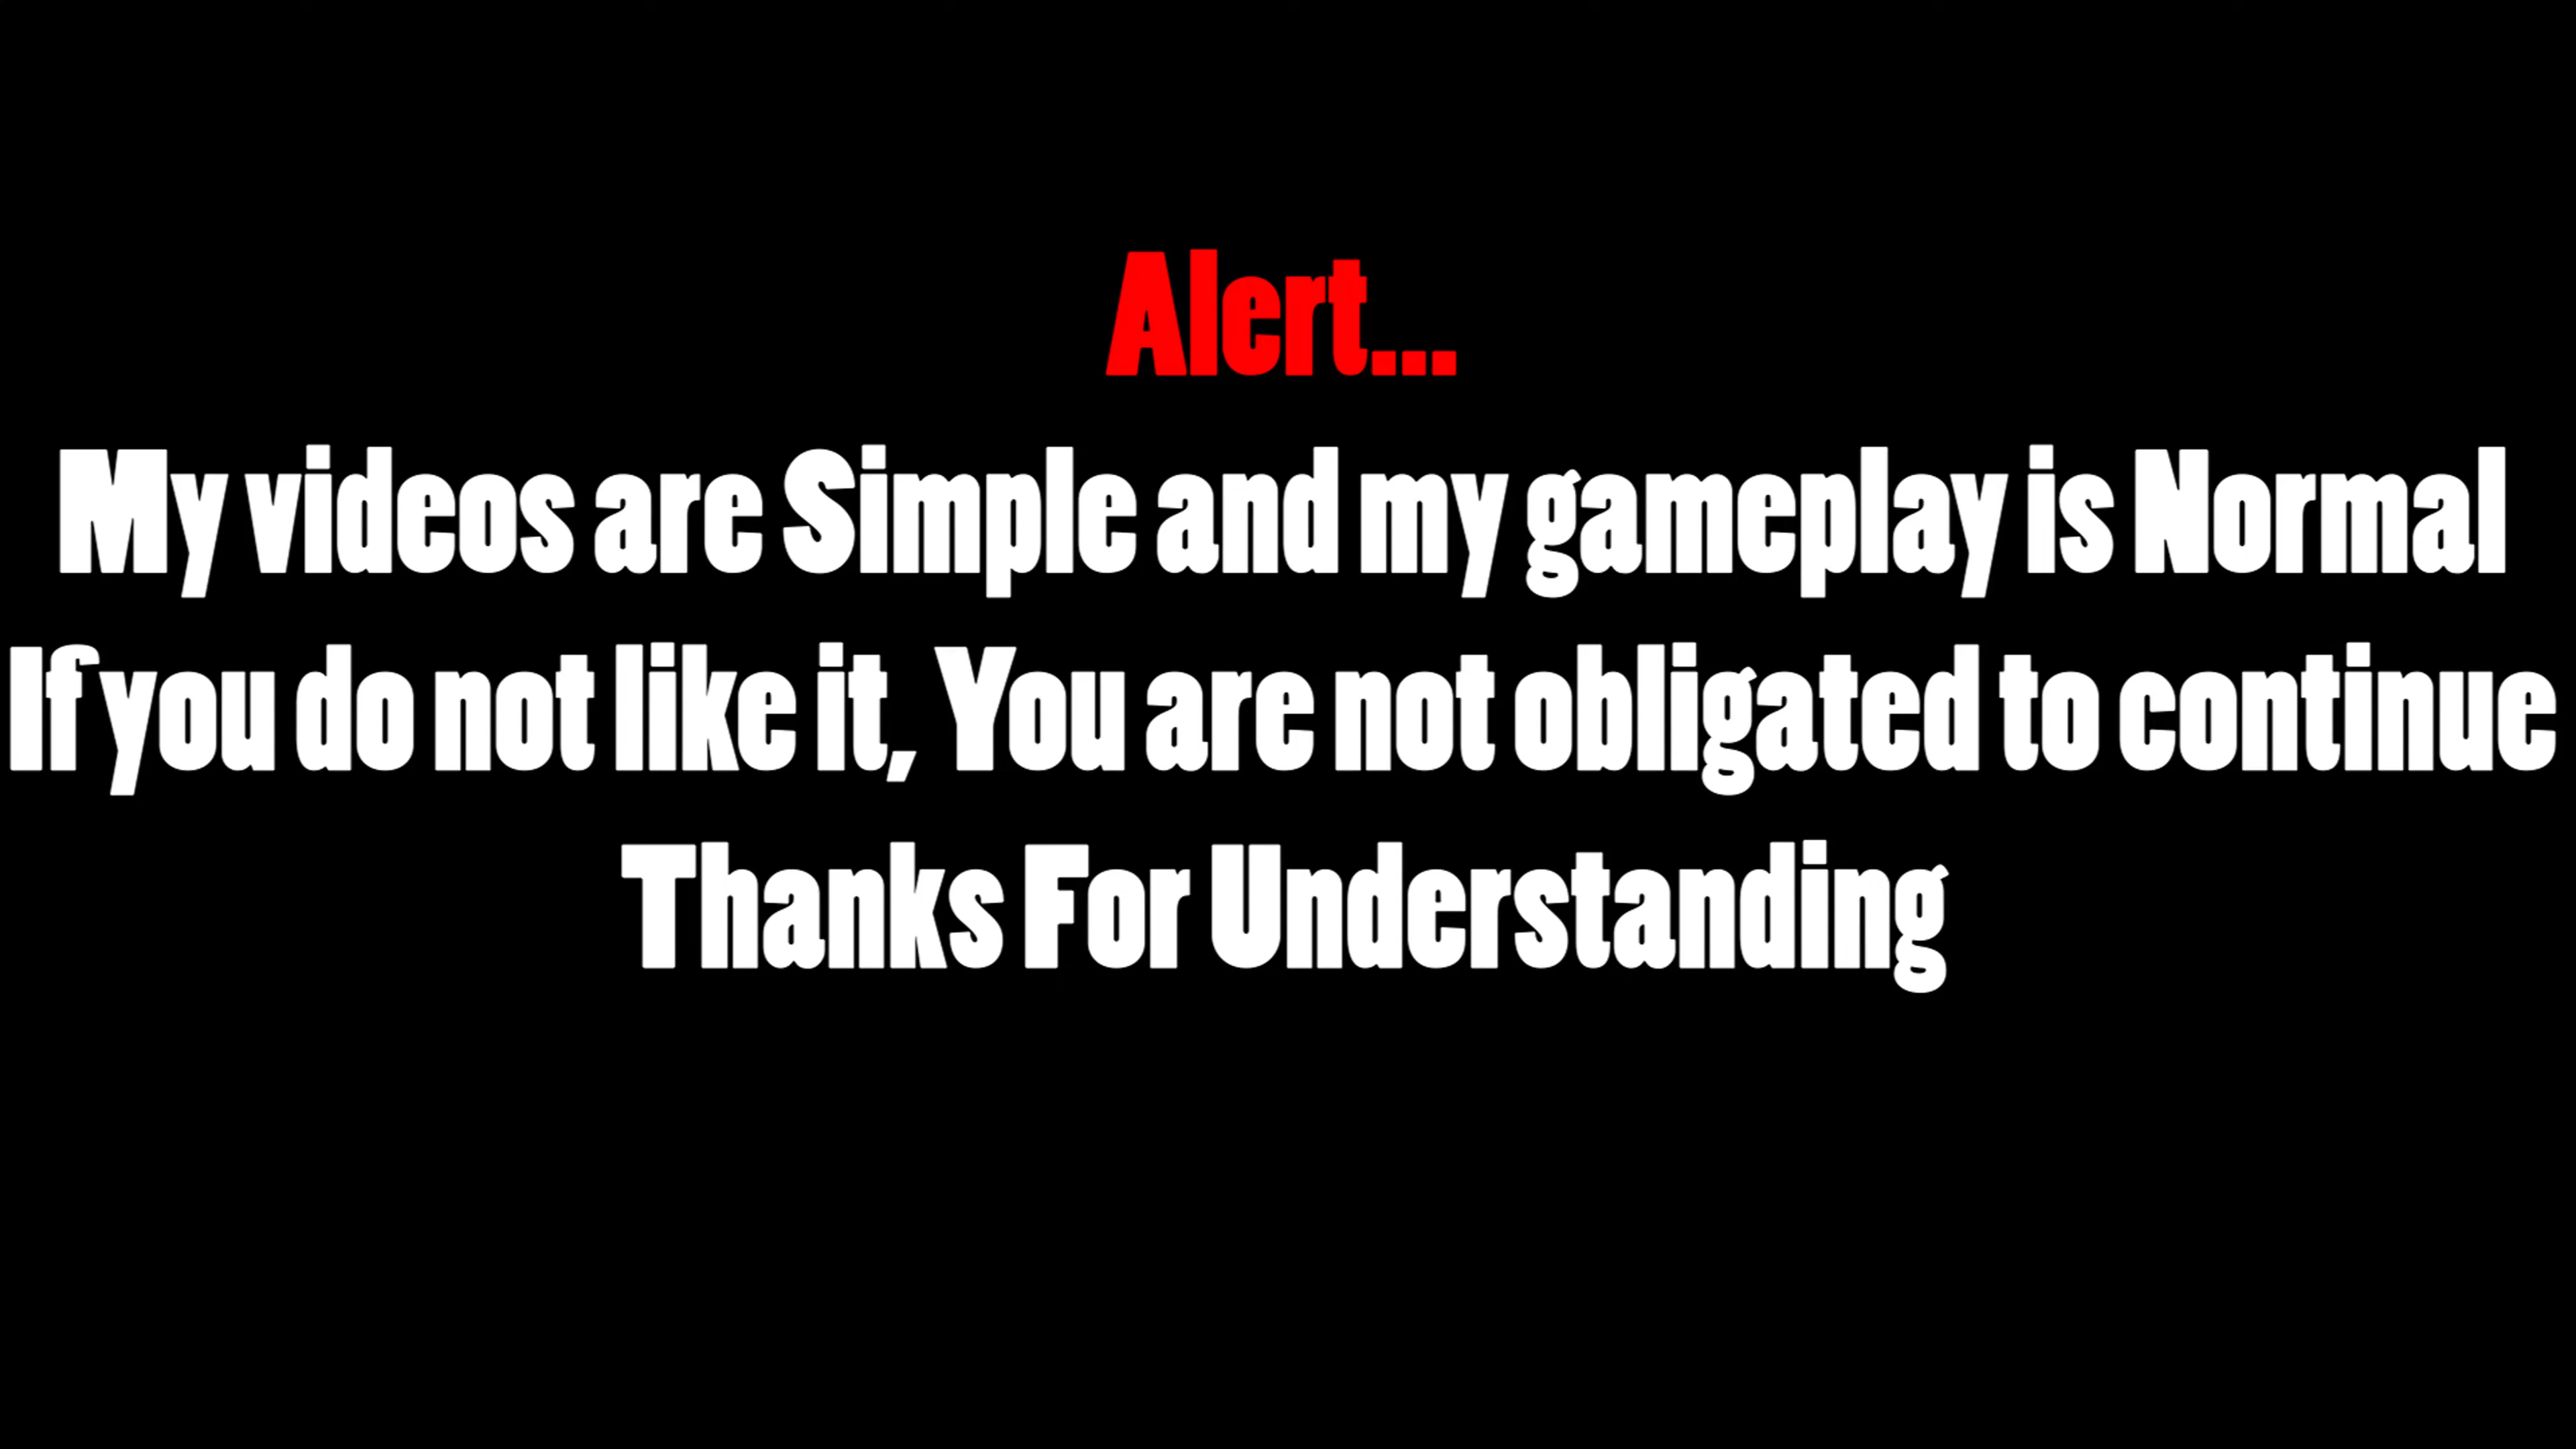 Alert...
My videos are Simple and my gameplay is Normal
If you do not like it, You are not obligated to continue
Thanks For Understanding